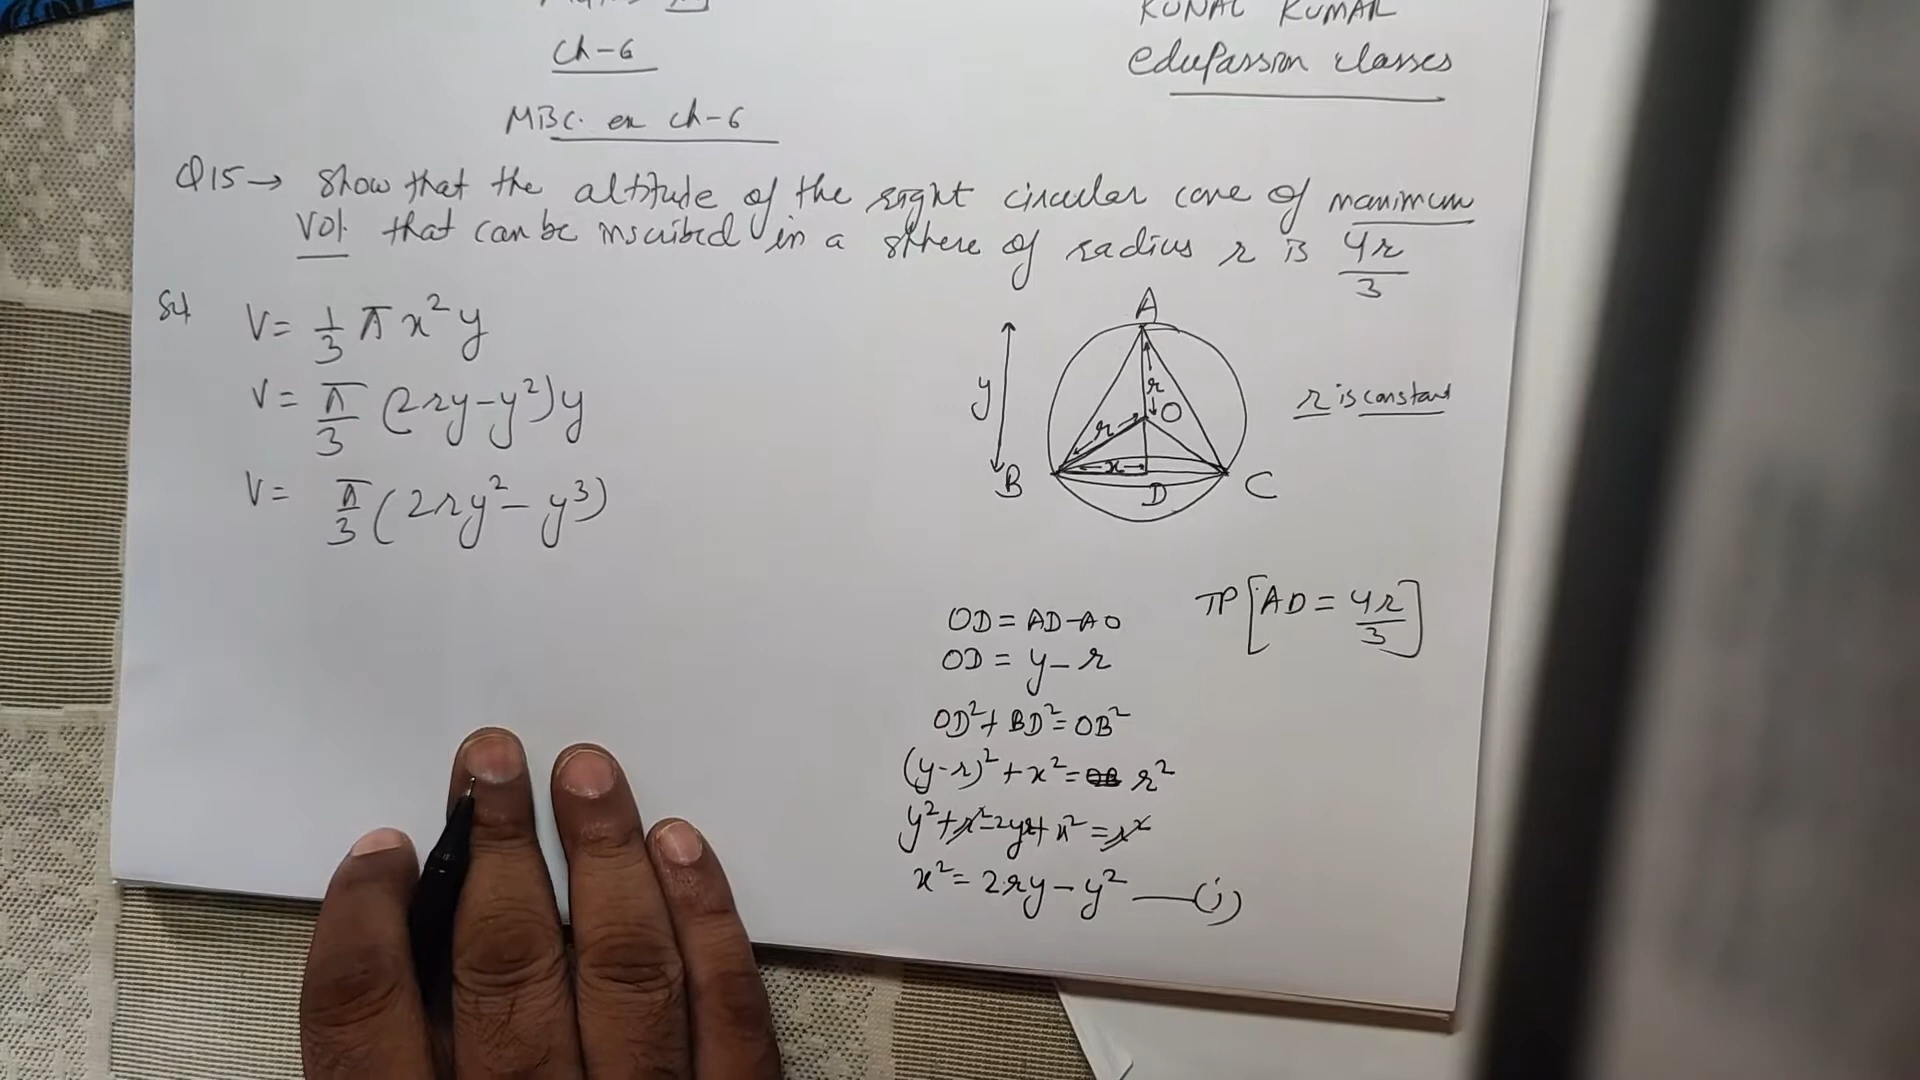 KUNAL KUMAR
Ch-6
edupassion classes
MISC. ex ch-6
Q15→ Show that the altitude of the right circular cone of maximum
Vol. that can be inscribed in a sphere of radius r is 4r/3
Sol
V = 1/3 π x² y
V = π/3 (2ry-y²)y
V = π/3 (2ry² - y³)
A
y
r
O
r
x
B
D
C
r is constant
OD = AD-AO
TP [AD = 4r/3]
OD = y - r
OD² + BD² = OB²
(y-r)² + x² = r²
y² + r² - 2yr + x² = r²
x² = 2ry - y² —(i)